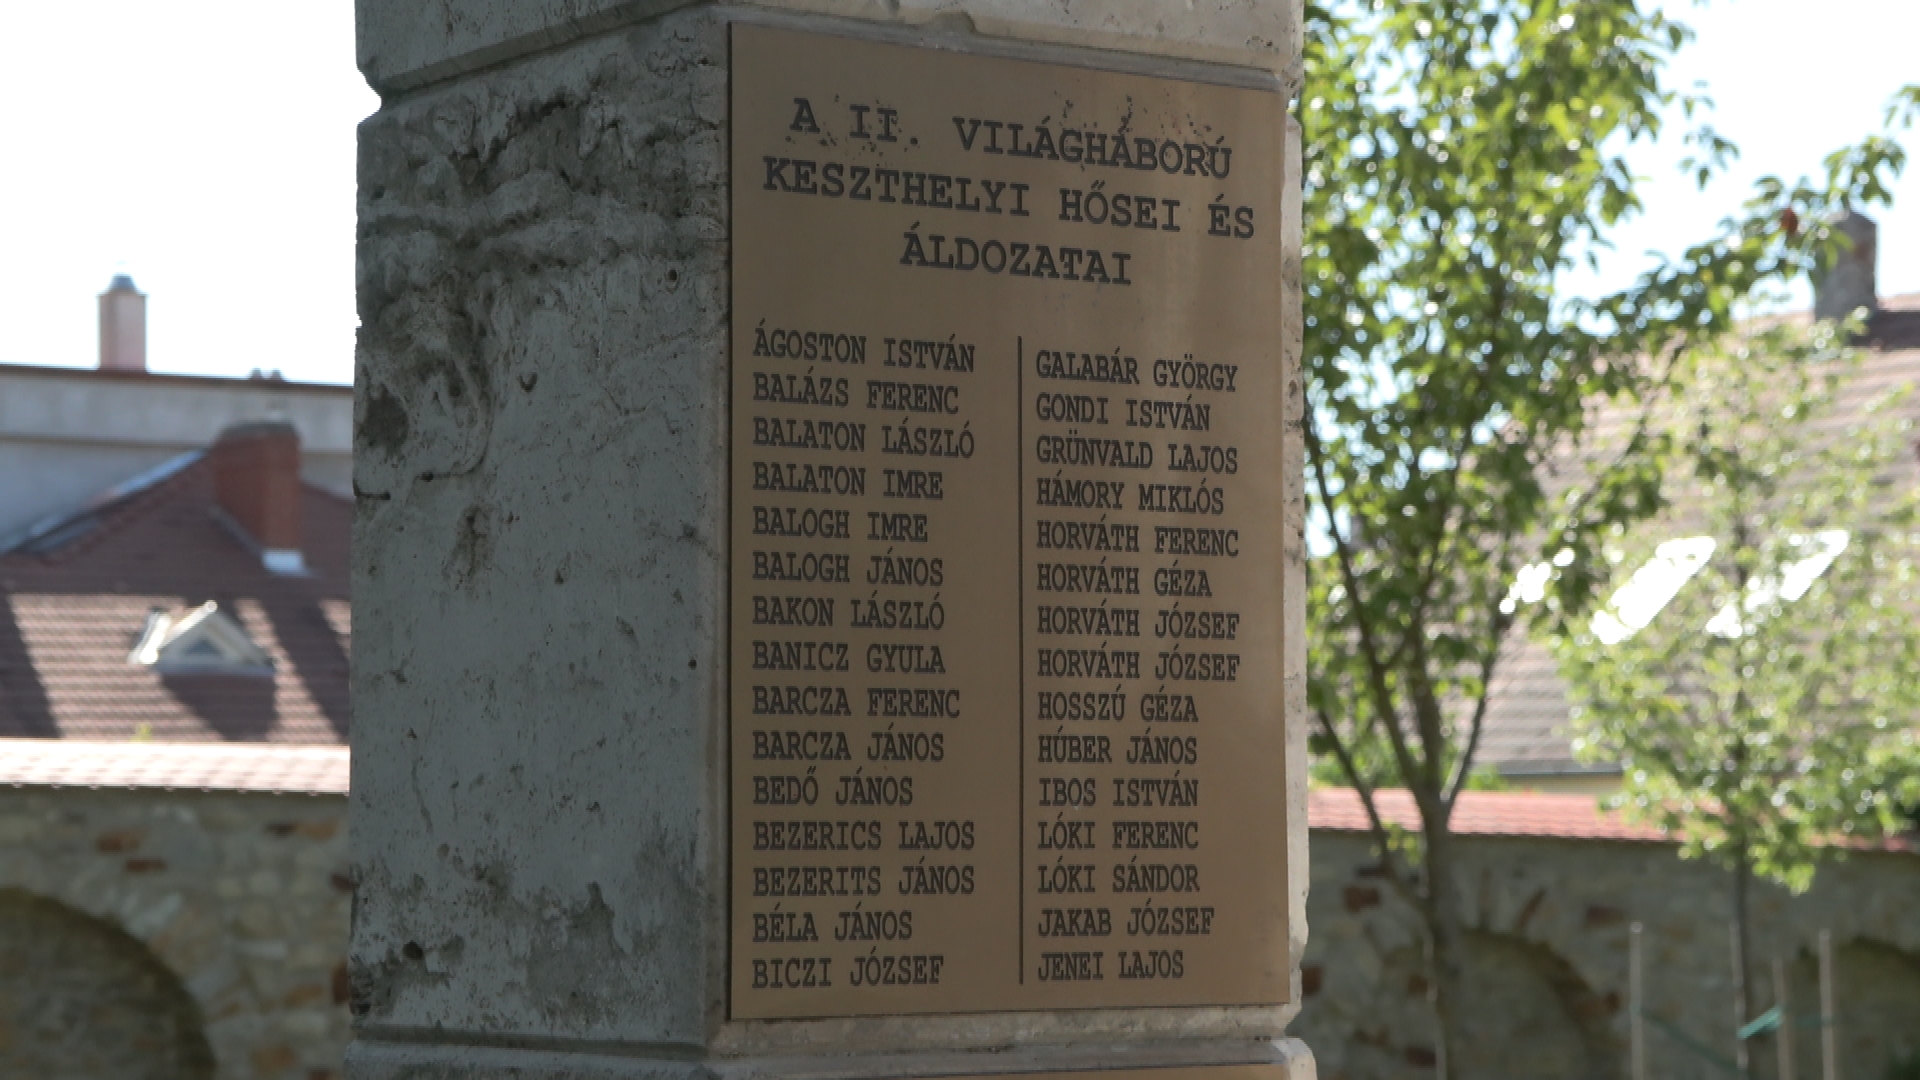 A II. VILÁGHÁBORÚ
KESZTHELYI HŐSEI ÉS
ÁLDOZATAI
ÁGOSTON ISTVÁN
BALÁZS FERENC
BALATON LÁSZLÓ
BALATON IMRE
BALOGH IMRE
BALOGH JÁNOS
BAKON LÁSZLÓ
BANICZ GYULA
BARCZA FERENC
BARCZA JÁNOS
BEDŐ JÁNOS
BEZERICS LAJOS
BEZERITS JÁNOS
BÉLA JÁNOS
BICZI JÓZSEF
GALABÁR GYÖRGY
GONDI ISTVÁN
GRÜNVALD LAJOS
HÁMORY MIKLÓS
HORVÁTH FERENC
HORVÁTH GÉZA
HORVÁTH JÓZSEF
HORVÁTH JÓZSEF
HOSSZÚ GÉZA
HÚBER JÁNOS
IBOS ISTVÁN
LÓKI FERENC
LÓKI SÁNDOR
JAKAB JÓZSEF
JENEI LAJOS